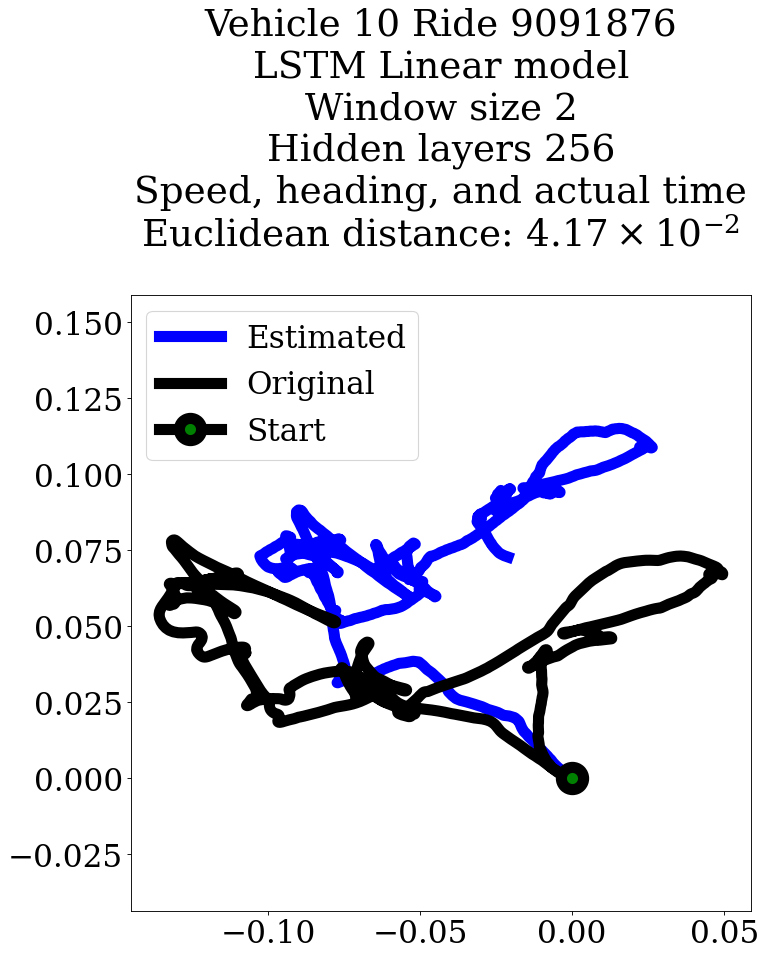 Vehicle 10 Ride 9091876
LSTM Linear model
Window size 2
Hidden layers 256
Speed, heading, and actual time
Euclidean distance: 4.17 × 10⁻²
0.150
0.125
0.100
0.075
0.050
0.025
0.000
−0.025
Estimated
Original
Start
−0.10 −0.05 0.00 0.05